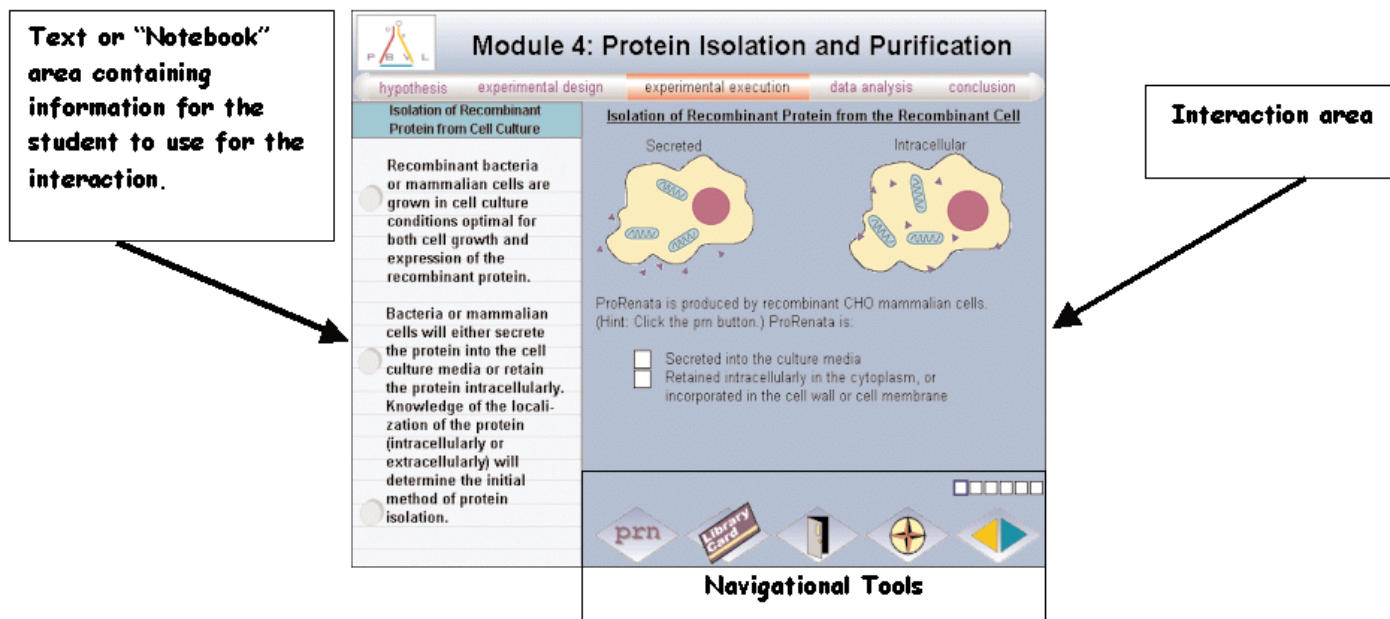 Text or “Notebook”
area containing
information for the
student to use for the
interaction.
P B V L
Module 4: Protein Isolation and Purification
hypothesis experimental design experimental execution data analysis conclusion
Isolation of Recombinant
Protein from Cell Culture
Recombinant bacteria
or mammalian cells are
grown in cell culture
conditions optimal for
both cell growth and
expression of the
recombinant protein.
Bacteria or mammalian
cells will either secrete
the protein into the cell
culture media or retain
the protein intracellularly.
Knowledge of the locali-
zation of the protein
(intracellularly or
extracellularly) will
determine the initial
method of protein
isolation.
Isolation of Recombinant Protein from the Recombinant Cell
Secreted
Intracellular
ProRenata is produced by recombinant CHO mammalian cells.
(Hint: Click the prn button.) ProRenata is:
Secreted into the culture media
Retained intracellularly in the cytoplasm, or
incorporated in the cell wall or cell membrane
prn
Library
Card
Navigational Tools
Interaction area